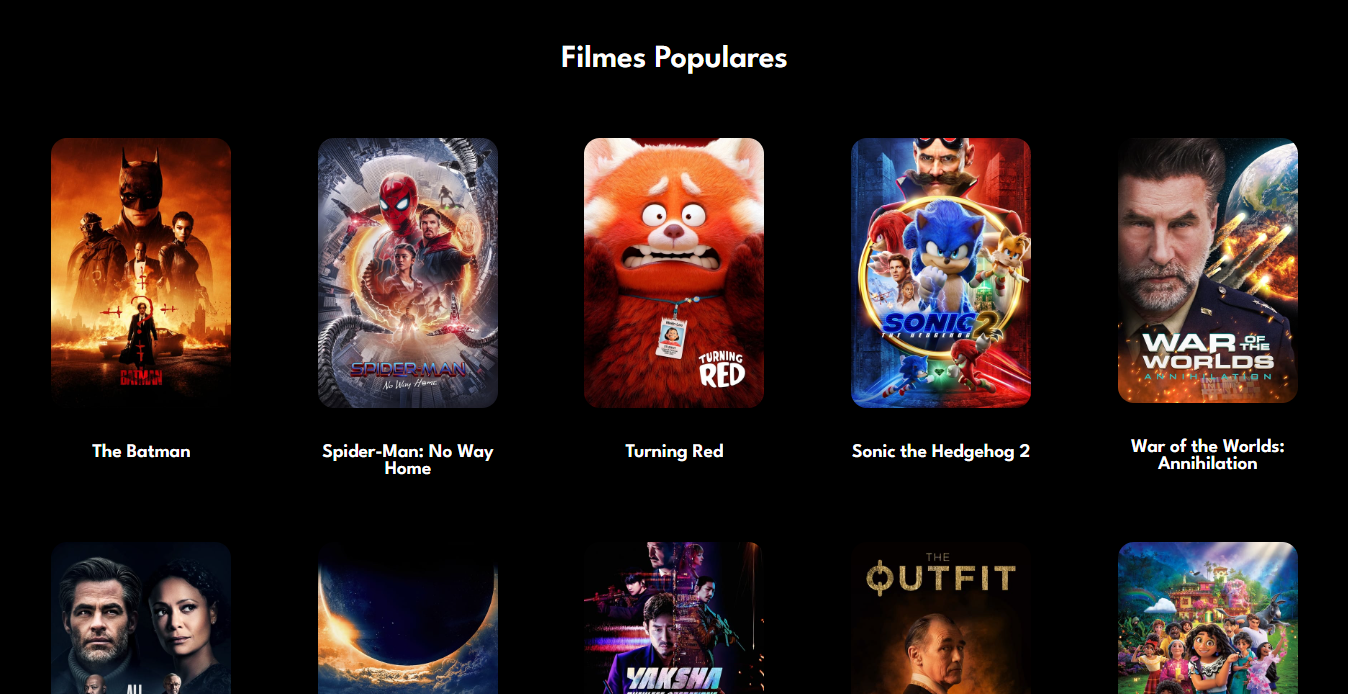 Filmes Populares
BATMAN
SPIDER-MAN
No Way Home
TURNING
RED
SONIC 2
THE HEDGEHOG
WAR OF
THE
WORLDS
ANNIHILATION
The Batman
Spider-Man: No Way
Home
Turning Red
Sonic the Hedgehog 2
War of the Worlds:
Annihilation
ALL
YAKSHA
THE
OUTFIT